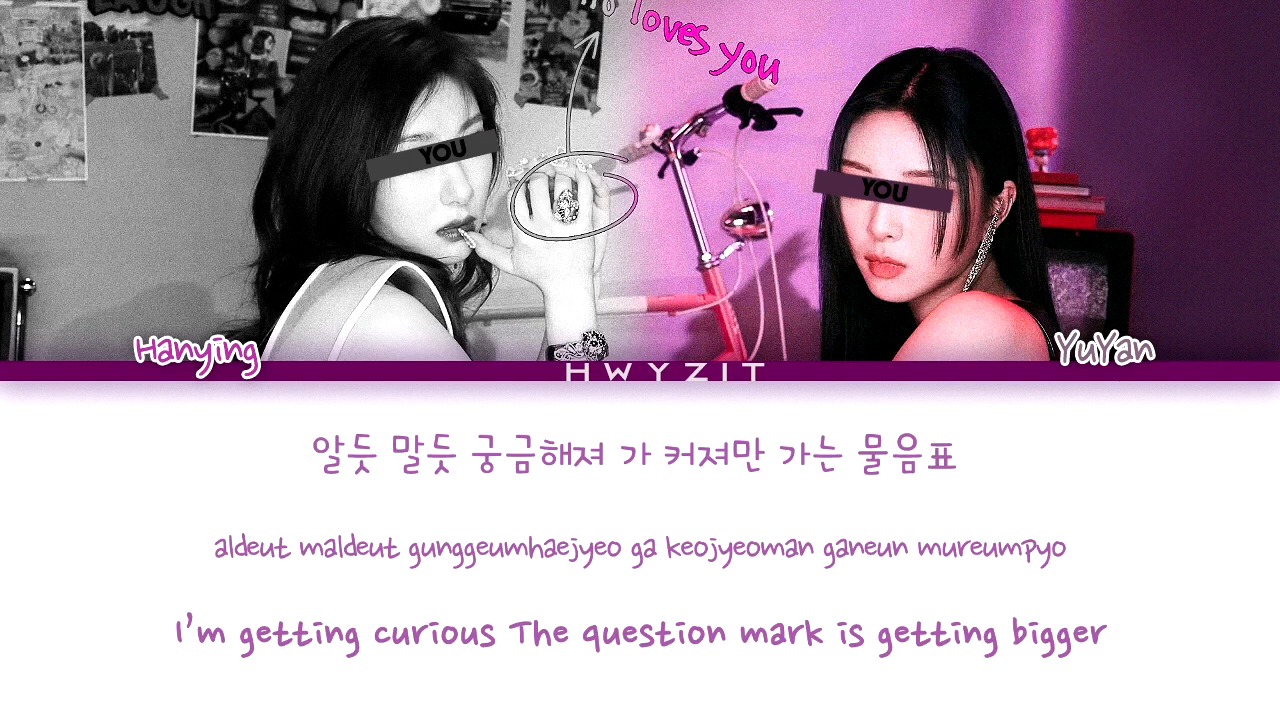 LAUGH
loves you
YOU
YOU
Hanying
YuYan
HWYZIT
알듯 말듯 궁금해져 가 커져만 가는 물음표
aldeut maldeut gunggeumhaejyeo ga keojyeoman ganeun mureumpyo
I'm getting curious The question mark is getting bigger